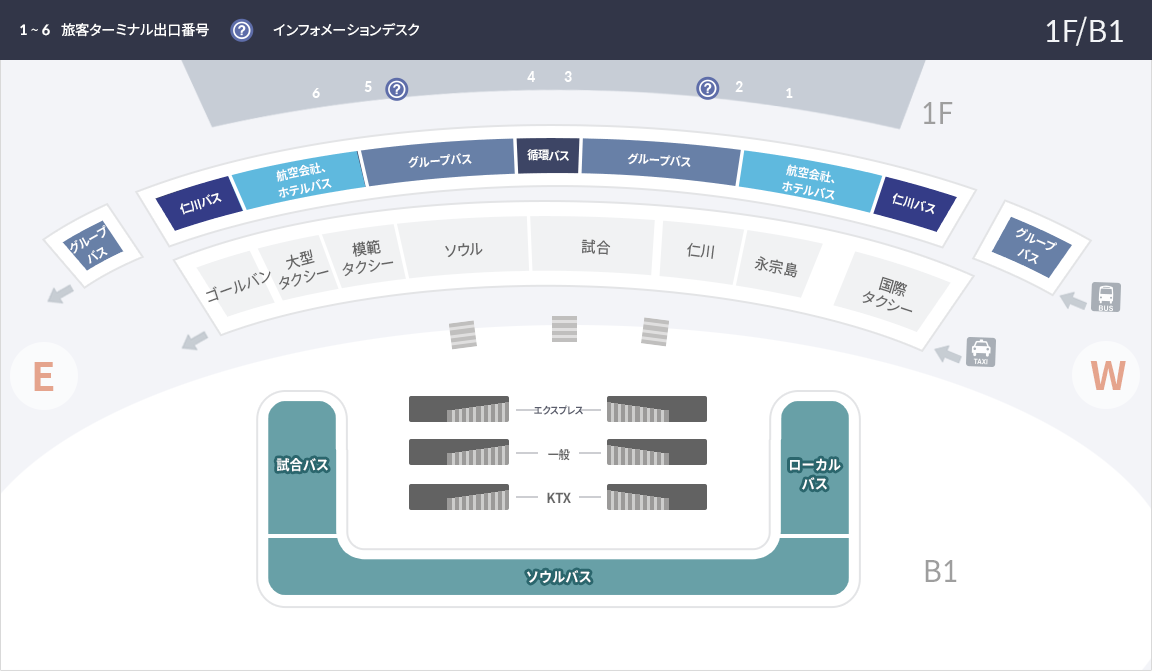 1~6 旅客ターミナル出口番号 ? インフォメーションデスク 1F/B1
6 5 ? 4 3 ? 2 1
1F
仁川バス
航空会社、
ホテルバス
グループバス
循環バス
グループバス
航空会社、
ホテルバス
仁川バス
グループ
バス
グループ
バス
ゴールバン
大型
タクシー
模範
タクシー
ソウル
試合
仁川
永宗島
国際
タクシー
BUS
TAXI
E
W
エクスプレス
一般
KTX
試合バス
ローカル
バス
ソウルバス
B1